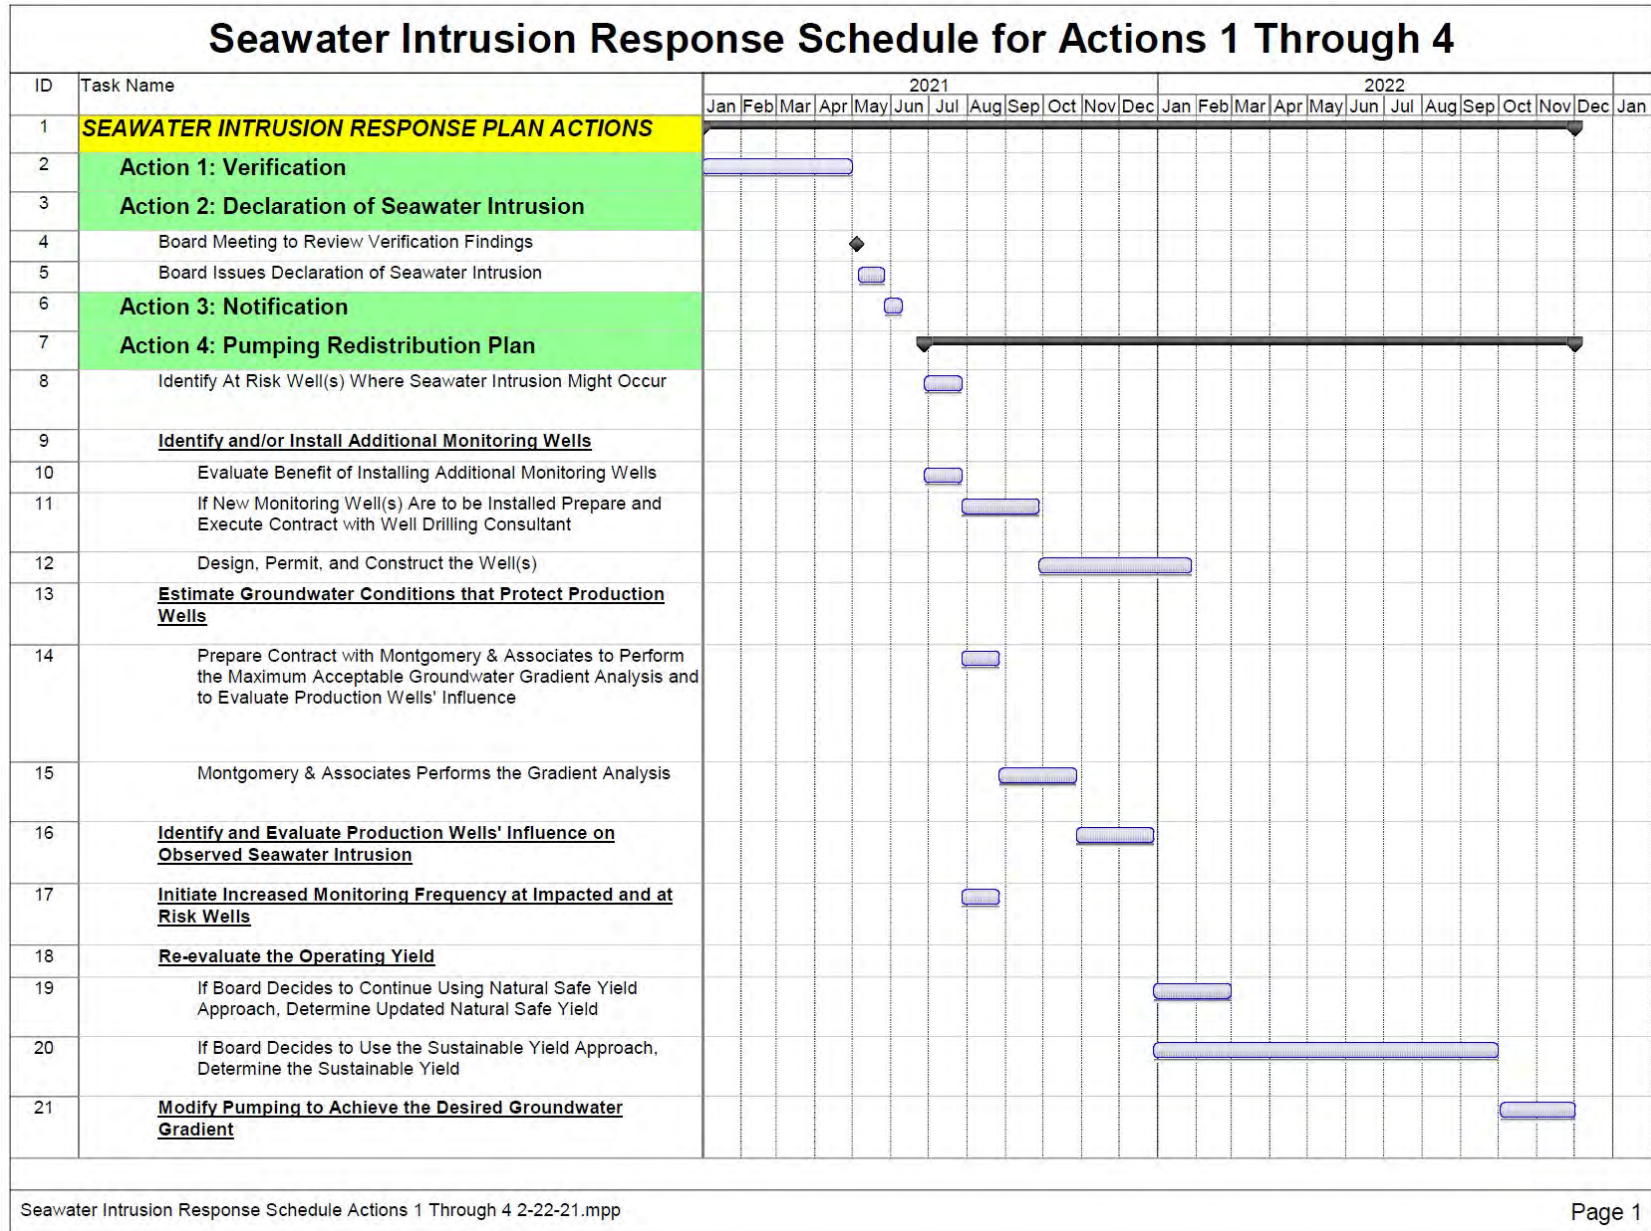 Seawater Intrusion Response Schedule for Actions 1 Through 4
ID Task Name 2021 2022
Jan Feb Mar Apr May Jun Jul Aug Sep Oct Nov Dec Jan Feb Mar Apr May Jun Jul Aug Sep Oct Nov Dec Jan
1 SEAWATER INTRUSION RESPONSE PLAN ACTIONS
2 Action 1: Verification
3 Action 2: Declaration of Seawater Intrusion
4 Board Meeting to Review Verification Findings
5 Board Issues Declaration of Seawater Intrusion
6 Action 3: Notification
7 Action 4: Pumping Redistribution Plan
8 Identify At Risk Well(s) Where Seawater Intrusion Might Occur
9 Identify and/or Install Additional Monitoring Wells
10 Evaluate Benefit of Installing Additional Monitoring Wells
11 If New Monitoring Well(s) Are to be Installed Prepare and
Execute Contract with Well Drilling Consultant
12 Design, Permit, and Construct the Well(s)
13 Estimate Groundwater Conditions that Protect Production
Wells
14 Prepare Contract with Montgomery & Associates to Perform
the Maximum Acceptable Groundwater Gradient Analysis and
to Evaluate Production Wells' Influence
15 Montgomery & Associates Performs the Gradient Analysis
16 Identify and Evaluate Production Wells' Influence on
Observed Seawater Intrusion
17 Initiate Increased Monitoring Frequency at Impacted and at
Risk Wells
18 Re-evaluate the Operating Yield
19 If Board Decides to Continue Using Natural Safe Yield
Approach, Determine Updated Natural Safe Yield
20 If Board Decides to Use the Sustainable Yield Approach,
Determine the Sustainable Yield
21 Modify Pumping to Achieve the Desired Groundwater
Gradient
Seawater Intrusion Response Schedule Actions 1 Through 4 2-22-21.mpp Page 1